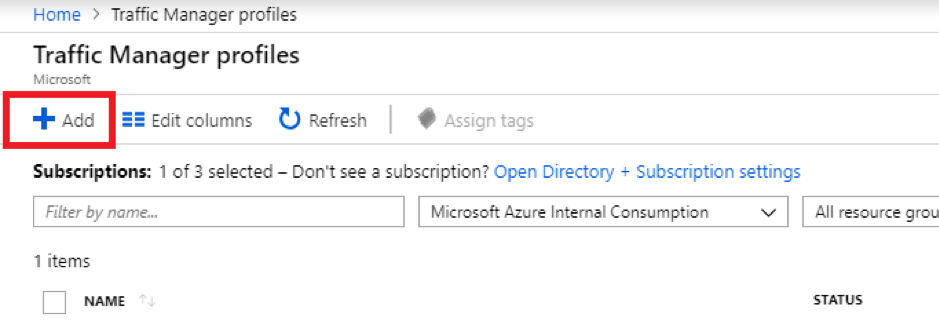 Home > Traffic Manager profiles
Traffic Manager profiles
Microsoft
Add Edit columns Refresh Assign tags
Subscriptions: 1 of 3 selected – Don't see a subscription? Open Directory + Subscription settings
Filter by name... Microsoft Azure Internal Consumption All resource grou
1 items
NAME STATUS